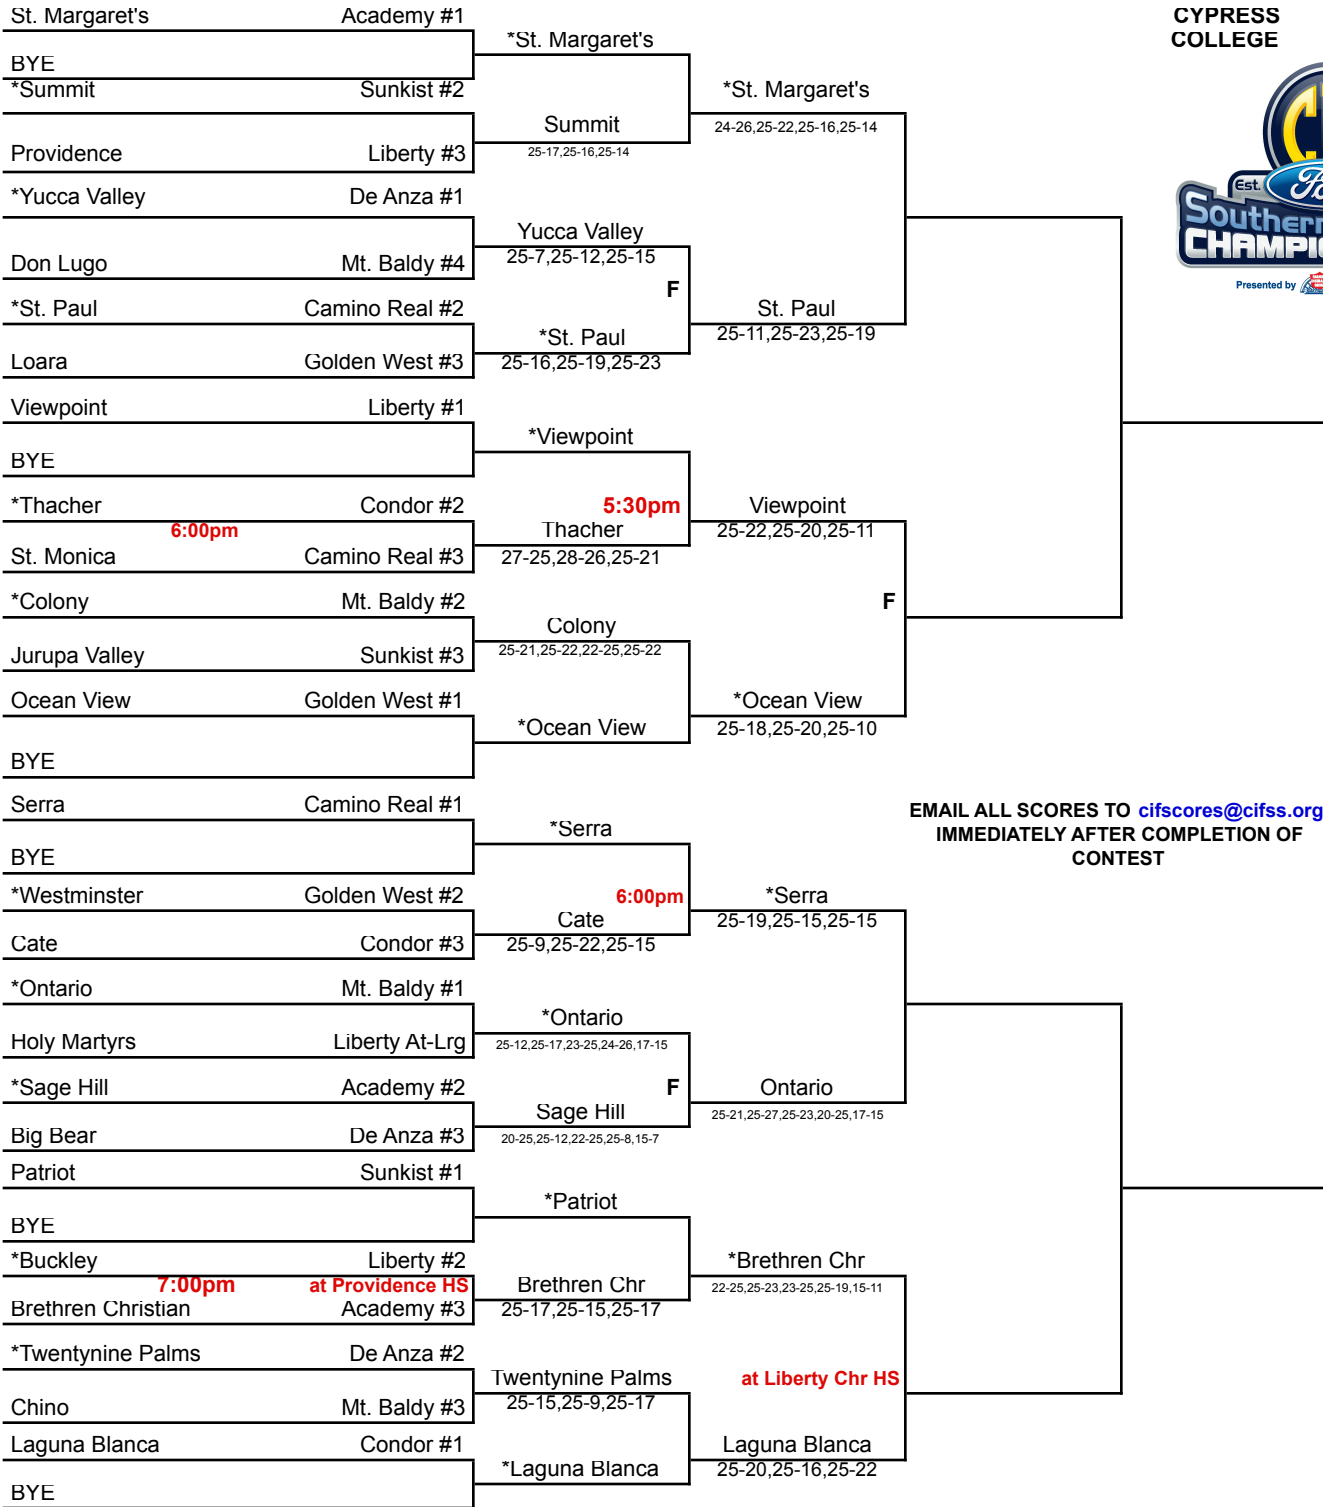 St. Margaret's Academy #1
CYPRESS
COLLEGE
*St. Margaret's
BYE
*Summit Sunkist #2
*St. Margaret's
Summit
24-26,25-22,25-16,25-14
Providence Liberty #3
25-17,25-16,25-14
*Yucca Valley De Anza #1
Est.
Southern
CHAMPI
Presented by
Yucca Valley
25-7,25-12,25-15
Don Lugo Mt. Baldy #4
F
*St. Paul Camino Real #2
St. Paul
25-11,25-23,25-19
*St. Paul
25-16,25-19,25-23
Loara Golden West #3
Viewpoint Liberty #1
*Viewpoint
BYE
*Thacher Condor #2
5:30pm
Viewpoint
6:00pm
Thacher
25-22,25-20,25-11
St. Monica Camino Real #3
27-25,28-26,25-21
*Colony Mt. Baldy #2
F
Colony
25-21,25-22,22-25,25-22
Jurupa Valley Sunkist #3
Ocean View Golden West #1
*Ocean View
*Ocean View
25-18,25-20,25-10
BYE
Serra Camino Real #1
EMAIL ALL SCORES TO cifscores@cifss.org
IMMEDIATELY AFTER COMPLETION OF
CONTEST
*Serra
BYE
*Westminster Golden West #2
6:00pm
*Serra
Cate
25-19,25-15,25-15
Cate Condor #3
25-9,25-22,25-15
*Ontario Mt. Baldy #1
*Ontario
Holy Martyrs Liberty At-Lrg
25-12,25-17,23-25,24-26,17-15
*Sage Hill Academy #2
F
Ontario
Sage Hill
25-21,25-27,25-23,20-25,17-15
Big Bear De Anza #3
20-25,25-12,22-25,25-8,15-7
Patriot Sunkist #1
*Patriot
BYE
*Buckley Liberty #2
*Brethren Chr
7:00pm at Providence HS
Brethren Chr
22-25,25-23,23-25,25-19,15-11
Brethren Christian Academy #3
25-17,25-15,25-17
*Twentynine Palms De Anza #2
Twentynine Palms
at Liberty Chr HS
25-15,25-9,25-17
Chino Mt. Baldy #3
Laguna Blanca Condor #1
Laguna Blanca
*Laguna Blanca
25-20,25-16,25-22
BYE